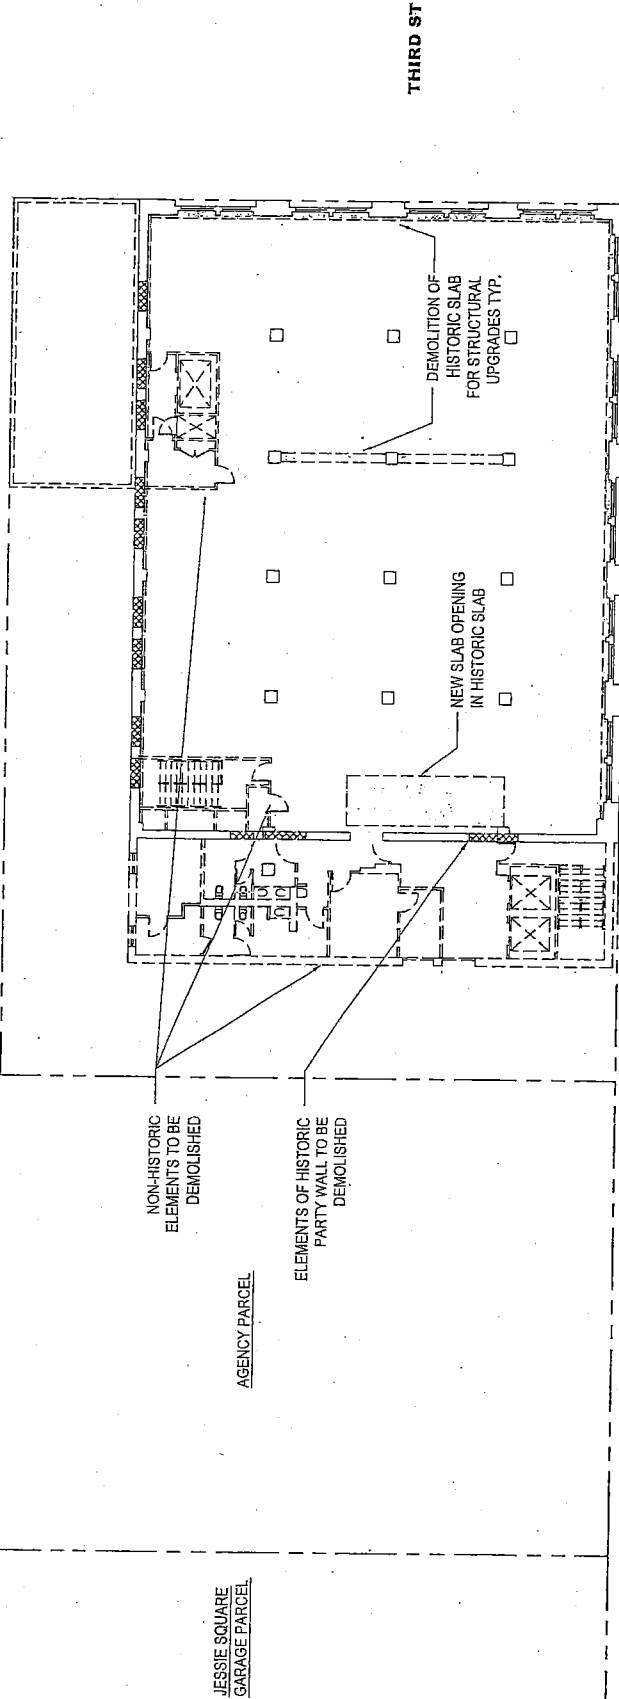 THIRD ST
DEMOLITION OF
HISTORIC SLAB
FOR STRUCTURAL
UPGRADES TYP.
NEW SLAB OPENING
IN HISTORIC SLAB
NON-HISTORIC
ELEMENTS TO BE
DEMOLISHED
ELEMENTS OF HISTORIC
PARTY WALL TO BE
DEMOLISHED
AGENCY PARCEL
JESSIE SQUARE
GARAGE PARCEL